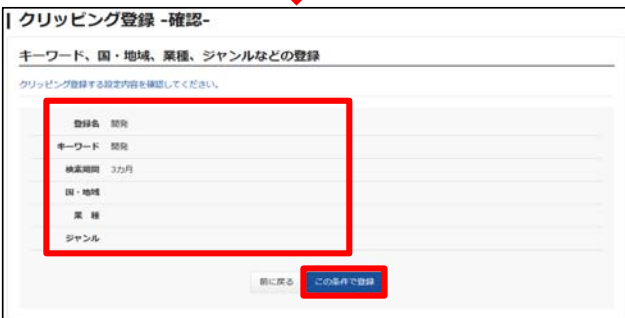 クリッピング登録 -確認-
キーワード、国・地域、業種、ジャンルなどの登録
クリッピング登録する設定内容を確認してください。
登録名 開発
キーワード 開発
検索期間 3カ月
国・地域
業 種
ジャンル
前に戻る この条件で登録